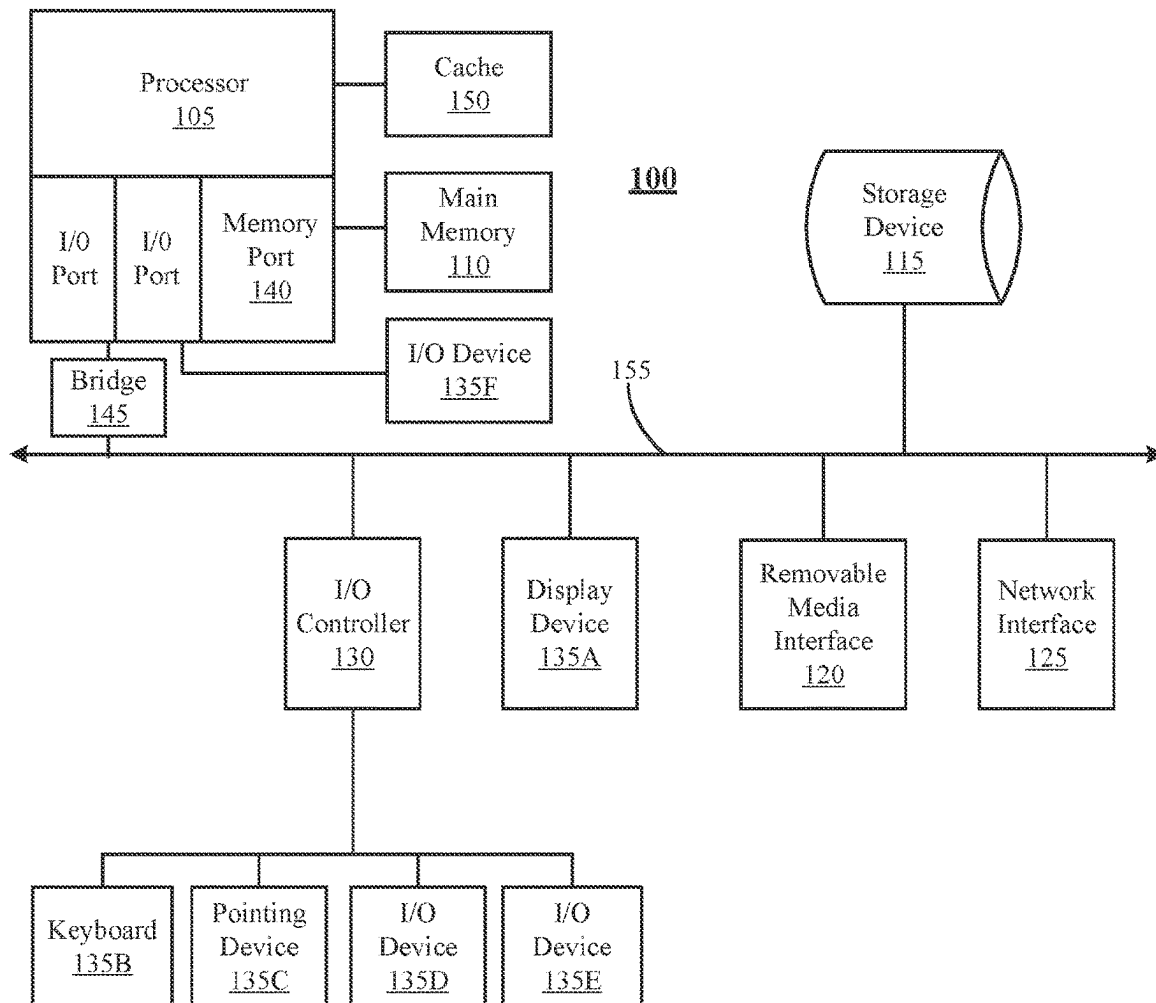 Processor
105
Cache
150
100
I/0
Port
I/0
Port
Memory
Port
140
Main
Memory
110
Storage
Device
115
I/O Device
135F
Bridge
145
155
I/O
Controller
130
Display
Device
135A
Removable
Media
Interface
120
Network
Interface
125
Keyboard
135B
Pointing
Device
135C
I/O
Device
135D
I/O
Device
135E